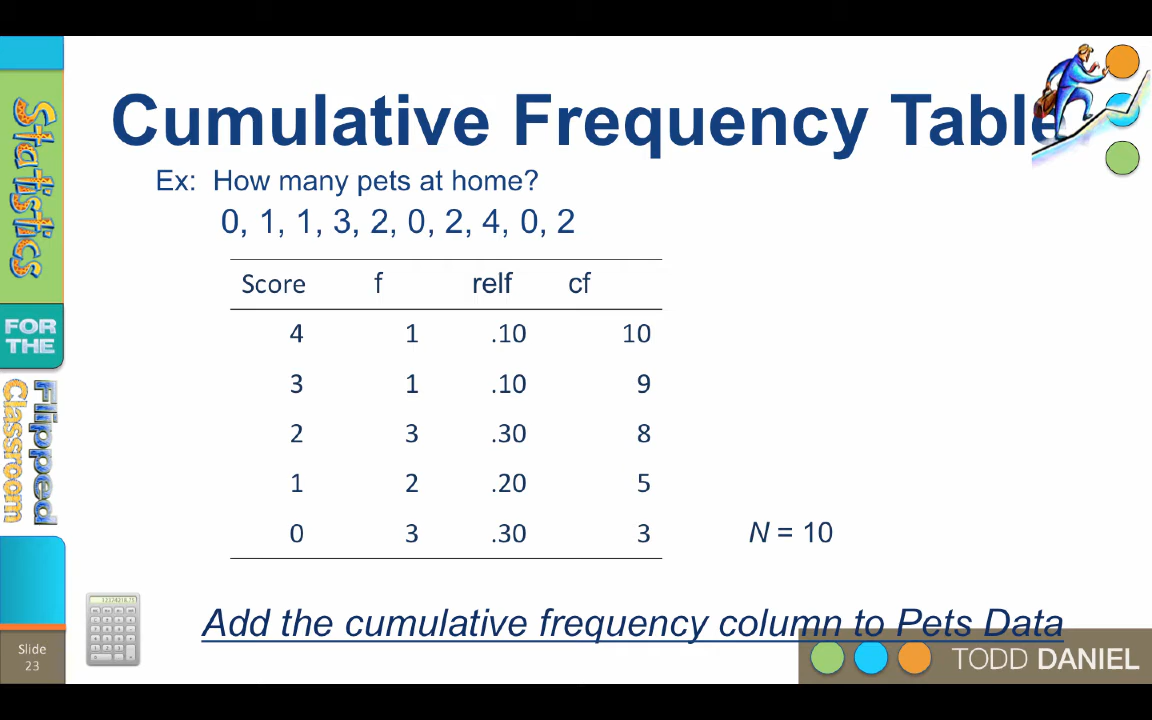 Cumulative Frequency Table
Ex: How many pets at home?
0, 1, 1, 3, 2, 0, 2, 4, 0, 2
Score f relf cf
4 1 .10 10
3 1 .10 9
2 3 .30 8
1 2 .20 5
0 3 .30 3
N = 10
Add the cumulative frequency column to Pets Data
Statistics
FOR
THE
Flipped
Classroom
Slide
23
TODD DANIEL